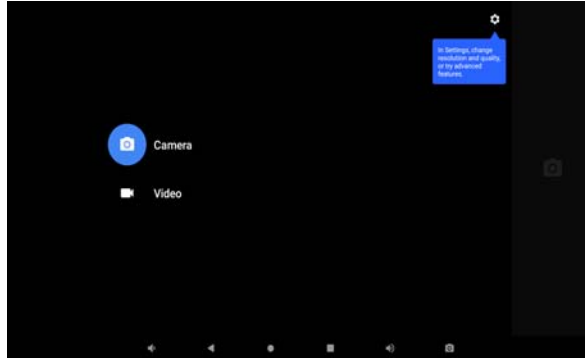 In Settings, change
resolution and quality,
or try advanced
features.
Camera
Video